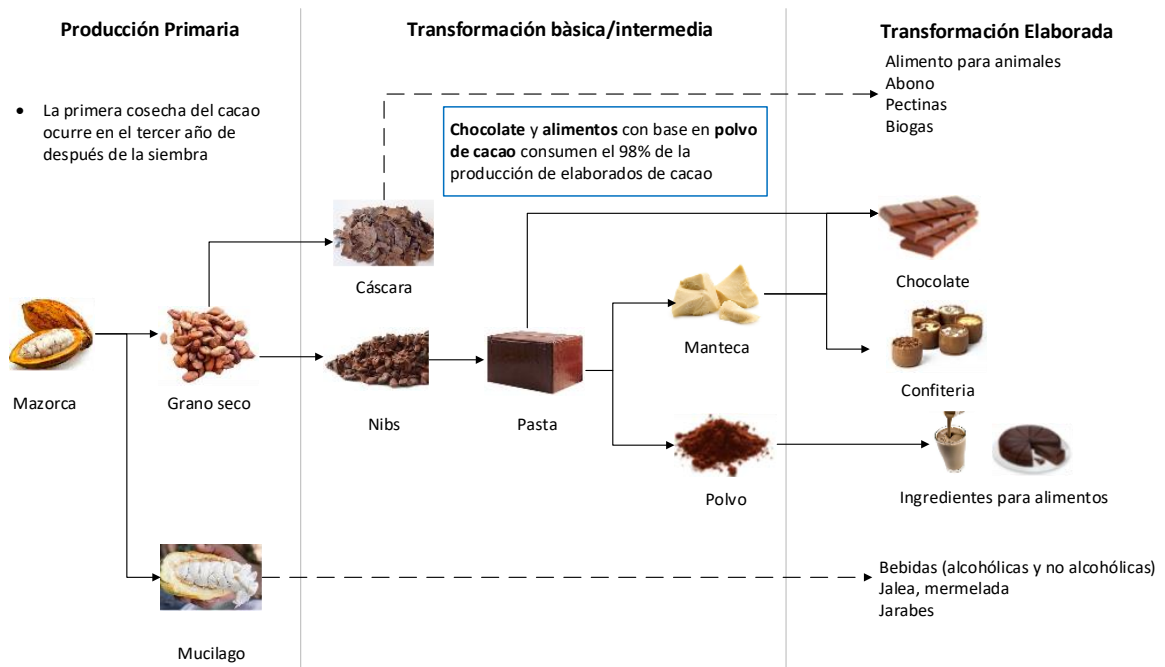 Producción Primaria
Transformación bàsica/intermedia
Transformación Elaborada
• La primera cosecha del cacao
ocurre en el tercer año de
después de la siembra
Alimento para animales
Abono
Pectinas
Biogas
Chocolate y alimentos con base en polvo
de cacao consumen el 98% de la
producción de elaborados de cacao
Cáscara
Chocolate
Manteca
Mazorca
Grano seco
Nibs
Pasta
Confiteria
Polvo
Ingredientes para alimentos
Bebidas (alcohólicas y no alcohólicas)
Jalea, mermelada
Jarabes
Mucilago